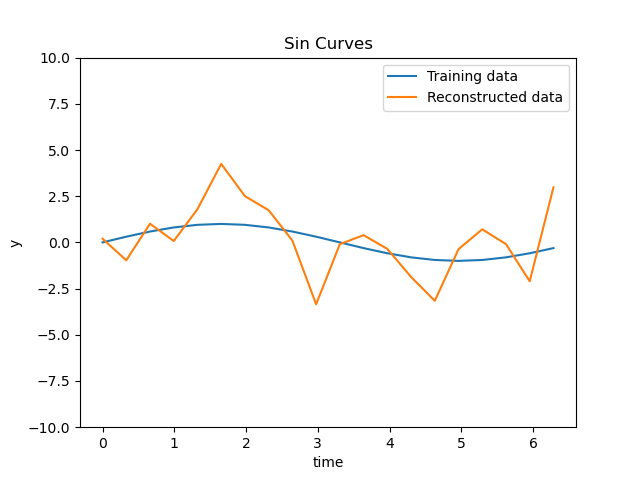 Sin Curves
Training data
Reconstructed data
10.0
7.5
5.0
2.5
0.0
−2.5
−5.0
−7.5
−10.0
y
0 1 2 3 4 5 6
time